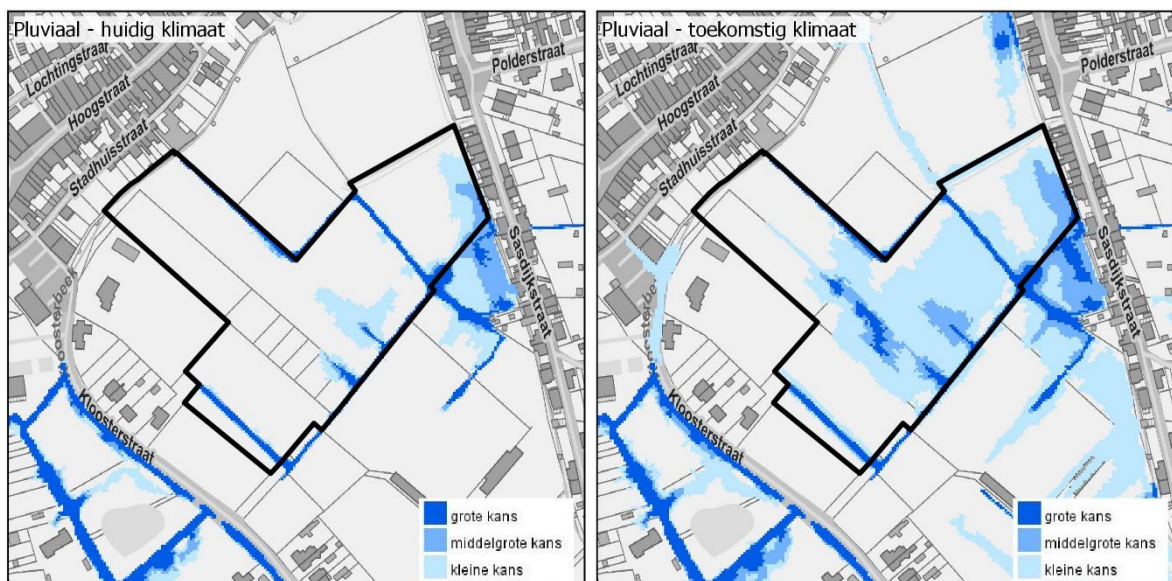 Pluviaal - huidig klimaat
Lochtingstraat
Hoogstraat
Stadhuisstraat
Polderstraat
Sasdijkstraat
Kloosterstraat
grote kans
middelgrote kans
kleine kans
Pluviaal - toekomstig klimaat
Lochtingstraat
Hoogstraat
Stadhuisstraat
Polderstraat
Sasdijkstraat
Kloosterstraat
grote kans
middelgrote kans
kleine kans